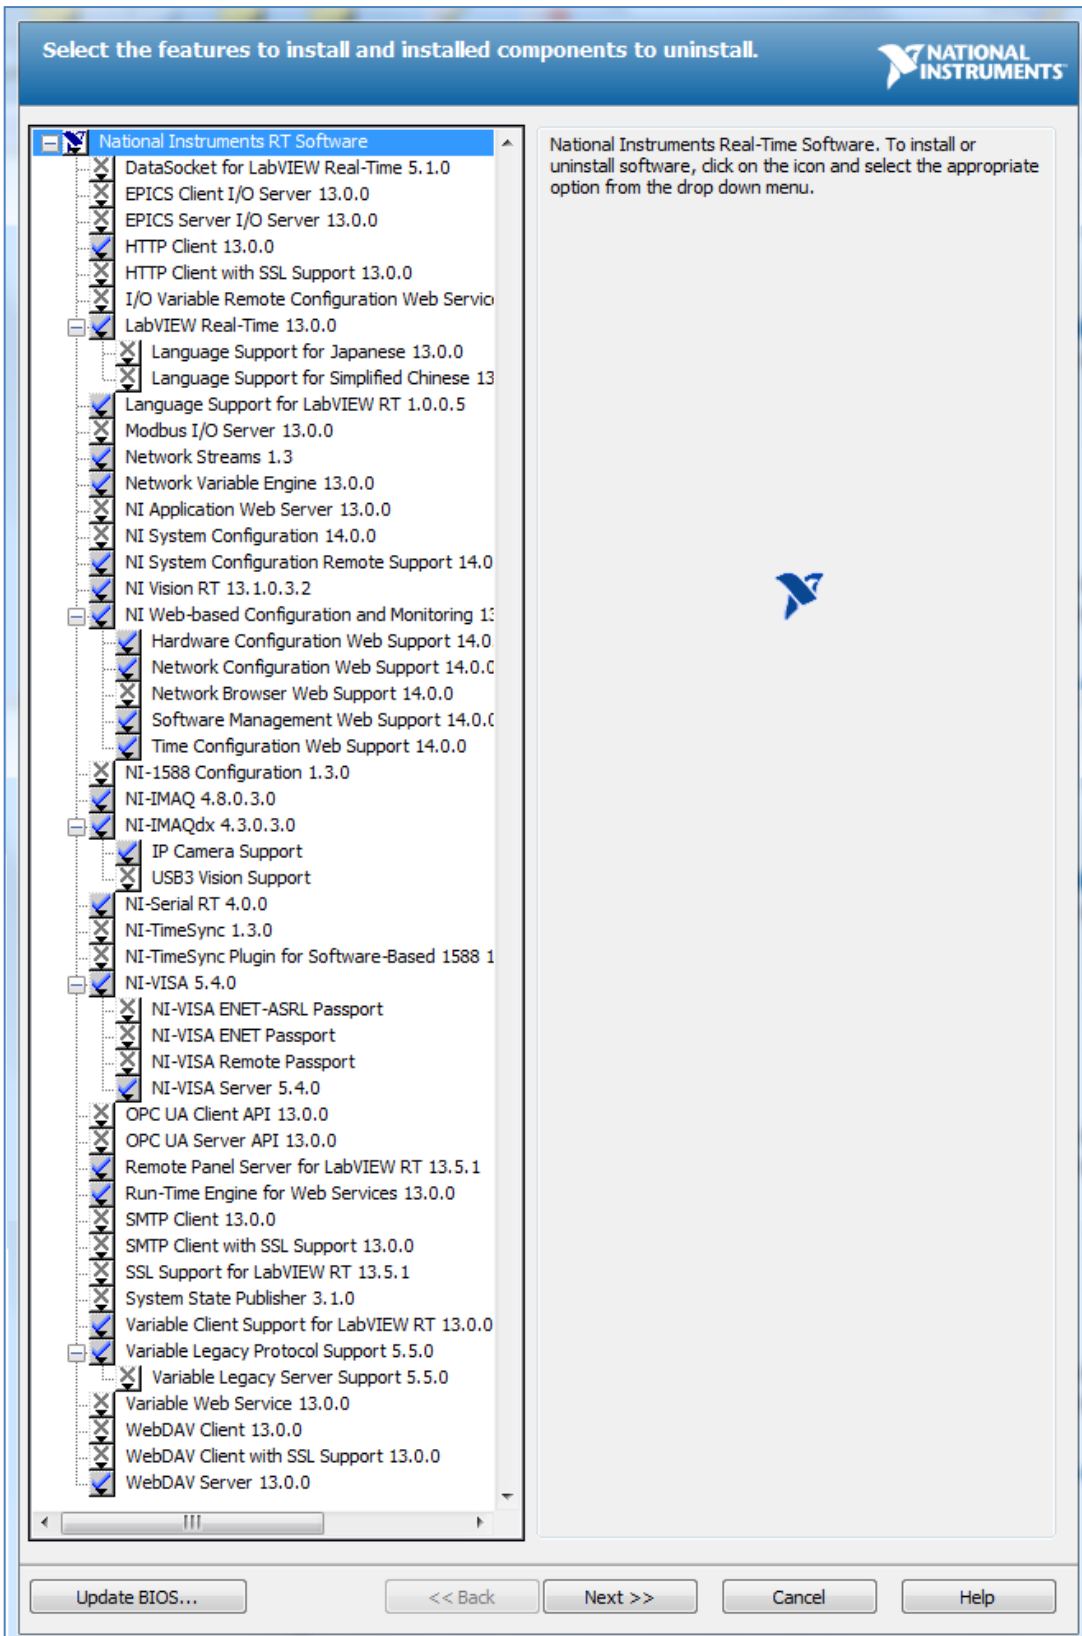 Select the features to install and installed components to uninstall.
NATIONAL
INSTRUMENTS™
National Instruments RT Software
DataSocket for LabVIEW Real-Time 5.1.0
EPICS Client I/O Server 13.0.0
EPICS Server I/O Server 13.0.0
HTTP Client 13.0.0
HTTP Client with SSL Support 13.0.0
I/O Variable Remote Configuration Web Servic
LabVIEW Real-Time 13.0.0
Language Support for Japanese 13.0.0
Language Support for Simplified Chinese 13
Language Support for LabVIEW RT 1.0.0.5
Modbus I/O Server 13.0.0
Network Streams 1.3
Network Variable Engine 13.0.0
NI Application Web Server 13.0.0
NI System Configuration 14.0.0
NI System Configuration Remote Support 14.0
NI Vision RT 13.1.0.3.2
NI Web-based Configuration and Monitoring 13
Hardware Configuration Web Support 14.0
Network Configuration Web Support 14.0.0
Network Browser Web Support 14.0.0
Software Management Web Support 14.0.0
Time Configuration Web Support 14.0.0
NI-1588 Configuration 1.3.0
NI-IMAQ 4.8.0.3.0
NI-IMAQdx 4.3.0.3.0
IP Camera Support
USB3 Vision Support
NI-Serial RT 4.0.0
NI-TimeSync 1.3.0
NI-TimeSync Plugin for Software-Based 1588 1
NI-VISA 5.4.0
NI-VISA ENET-ASRL Passport
NI-VISA ENET Passport
NI-VISA Remote Passport
NI-VISA Server 5.4.0
OPC UA Client API 13.0.0
OPC UA Server API 13.0.0
Remote Panel Server for LabVIEW RT 13.5.1
Run-Time Engine for Web Services 13.0.0
SMTP Client 13.0.0
SMTP Client with SSL Support 13.0.0
SSL Support for LabVIEW RT 13.5.1
System State Publisher 3.1.0
Variable Client Support for LabVIEW RT 13.0.0
Variable Legacy Protocol Support 5.5.0
Variable Legacy Server Support 5.5.0
Variable Web Service 13.0.0
WebDAV Client 13.0.0
WebDAV Client with SSL Support 13.0.0
WebDAV Server 13.0.0
National Instruments Real-Time Software. To install or
uninstall software, click on the icon and select the appropriate
option from the drop down menu.
Update BIOS...
<< Back
Next >>
Cancel
Help